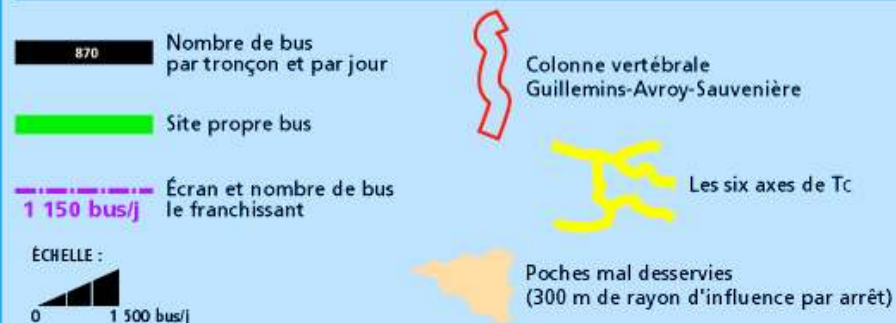 870
Nombre de bus
par tronçon et par jour
Site propre bus
1 150 bus/j
Écran et nombre de bus
le franchissant
ÉCHELLE :
0
1 500 bus/j
Colonne vertébrale
Guillemins-Avroy-Sauvenière
Les six axes de TC
Poches mal desservies
(300 m de rayon d'influence par arrêt)